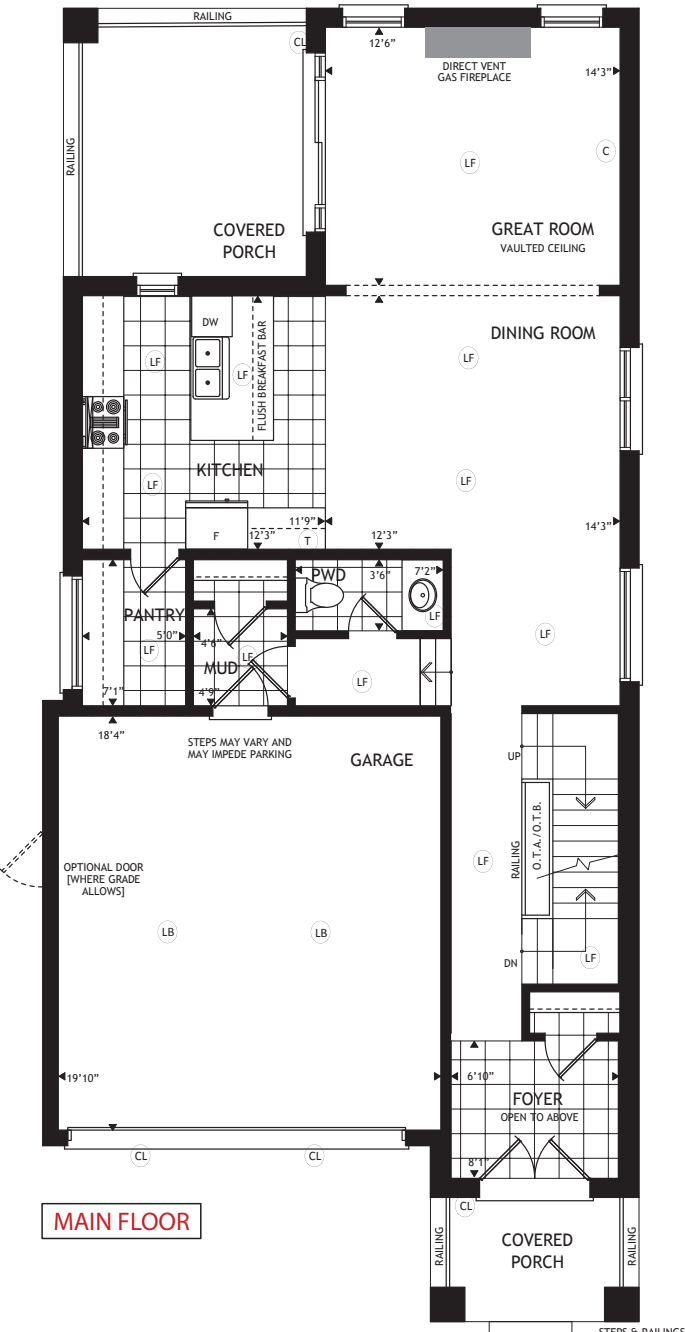 RAILING
CL
12'6"
DIRECT VENT
GAS FIREPLACE
14'3"
RAILING
LF
C
COVERED
PORCH
GREAT ROOM
VAULTED CEILING
DW
DINING ROOM
LF
LF
LF
FLUSH BREAKFAST BAR
KITCHEN
LF
LF
11'9"
14'3"
F
12'3"
T
12'3"
PWD
3'6"
7'2"
PANTRY
LF
5'0"
4'6"
LF
LF
MUD
LF
LF
7'1"
4'9"
18'4"
STEPS MAY VARY AND
MAY IMPEDE PARKING
GARAGE
UP
O.T.A./O.T.B.
RAILING
OPTIONAL DOOR
[WHERE GRADE
ALLOWS]
LF
LB
LB
DN
LF
19'10"
6'10"
FOYER
OPEN TO ABOVE
CL
CL
8'1"
CL
MAIN FLOOR
RAILING
COVERED
PORCH
RAILING
STEPS & RAILINGS